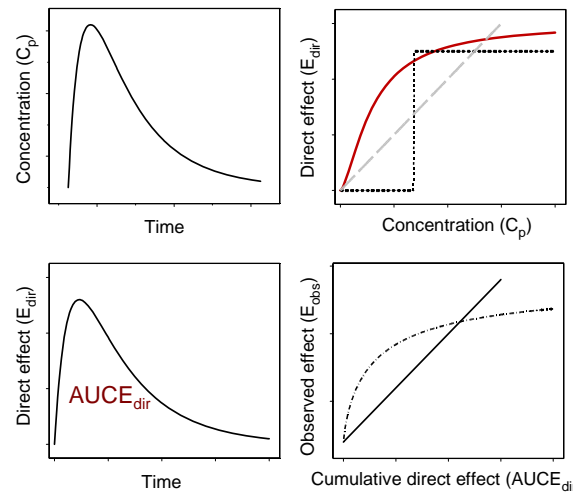 Concentration (Cp)
Time
Direct effect (Edir)
Concentration (Cp)
Direct effect (Edir)
AUCEdir
Time
Observed effect (Eobs)
Cumulative direct effect (AUCEdi